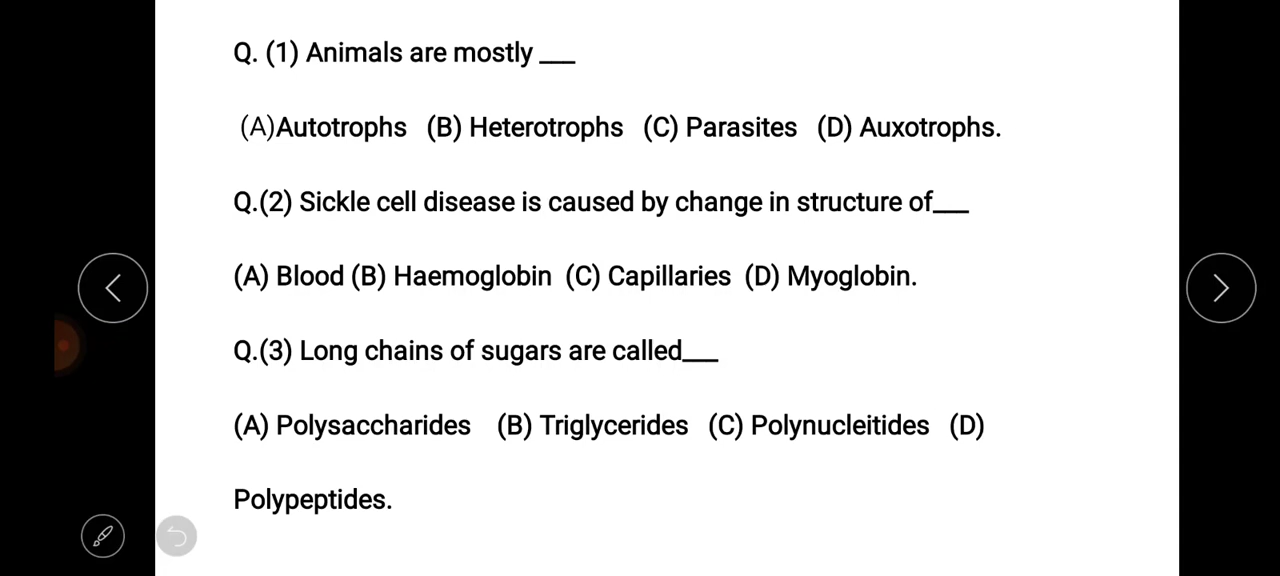 Q. (1) Animals are mostly ___
(A)Autotrophs (B) Heterotrophs (C) Parasites (D) Auxotrophs.
Q.(2) Sickle cell disease is caused by change in structure of___
(A) Blood (B) Haemoglobin (C) Capillaries (D) Myoglobin.
Q.(3) Long chains of sugars are called___
(A) Polysaccharides (B) Triglycerides (C) Polynucleitides (D)
Polypeptides.